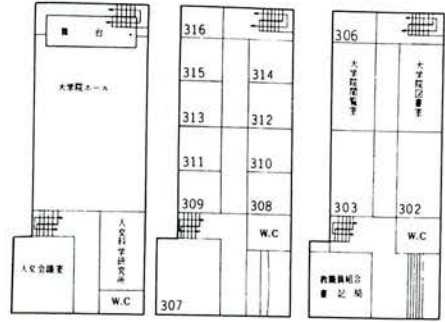 舞台
大学院ホール
人文会議室
人文科学研究所
W.C
316
315
314
313
312
311
310
309
308
W.C
307
306
大学院閲覧室
大学院図書室
303
302
W.C
教職員組合
書記局